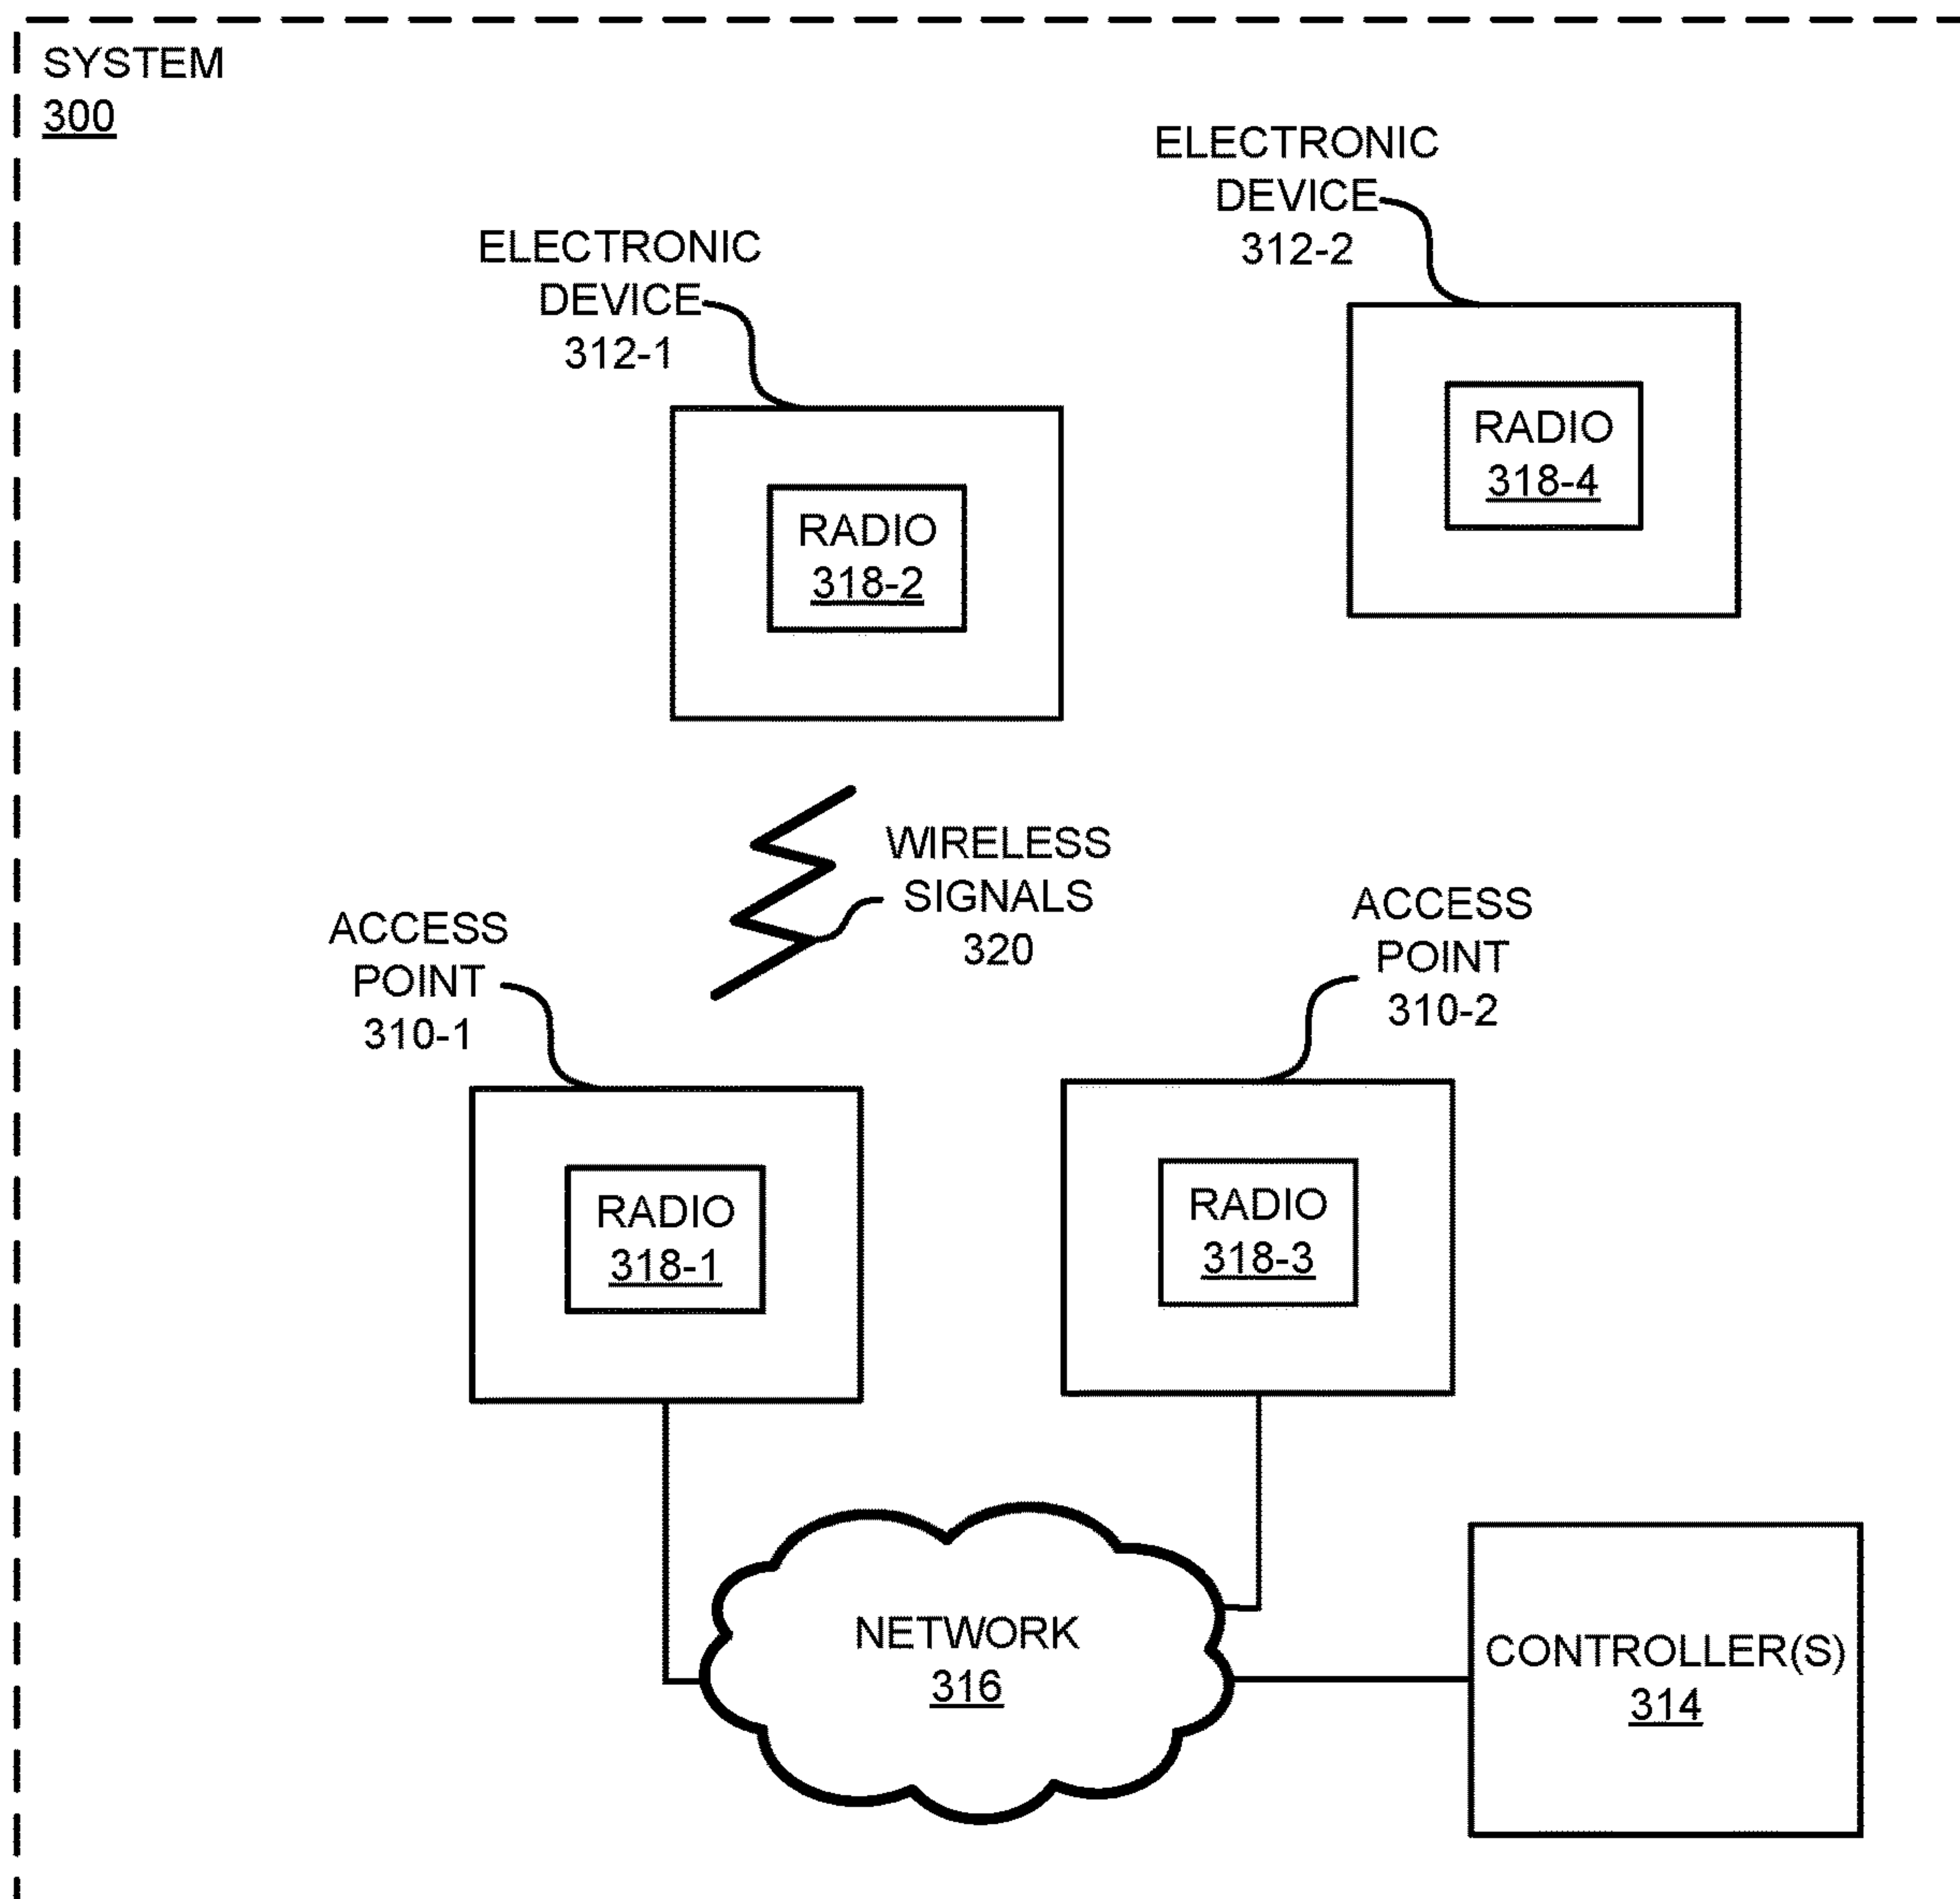 SYSTEM
300
ELECTRONIC
DEVICE
312-2
ELECTRONIC
DEVICE
312-1
RADIO
318-4
RADIO
318-2
WIRELESS
SIGNALS
320
ACCESS
POINT
310-1
ACCESS
POINT
310-2
RADIO
318-1
RADIO
318-3
NETWORK
316
CONTROLLER(S)
314